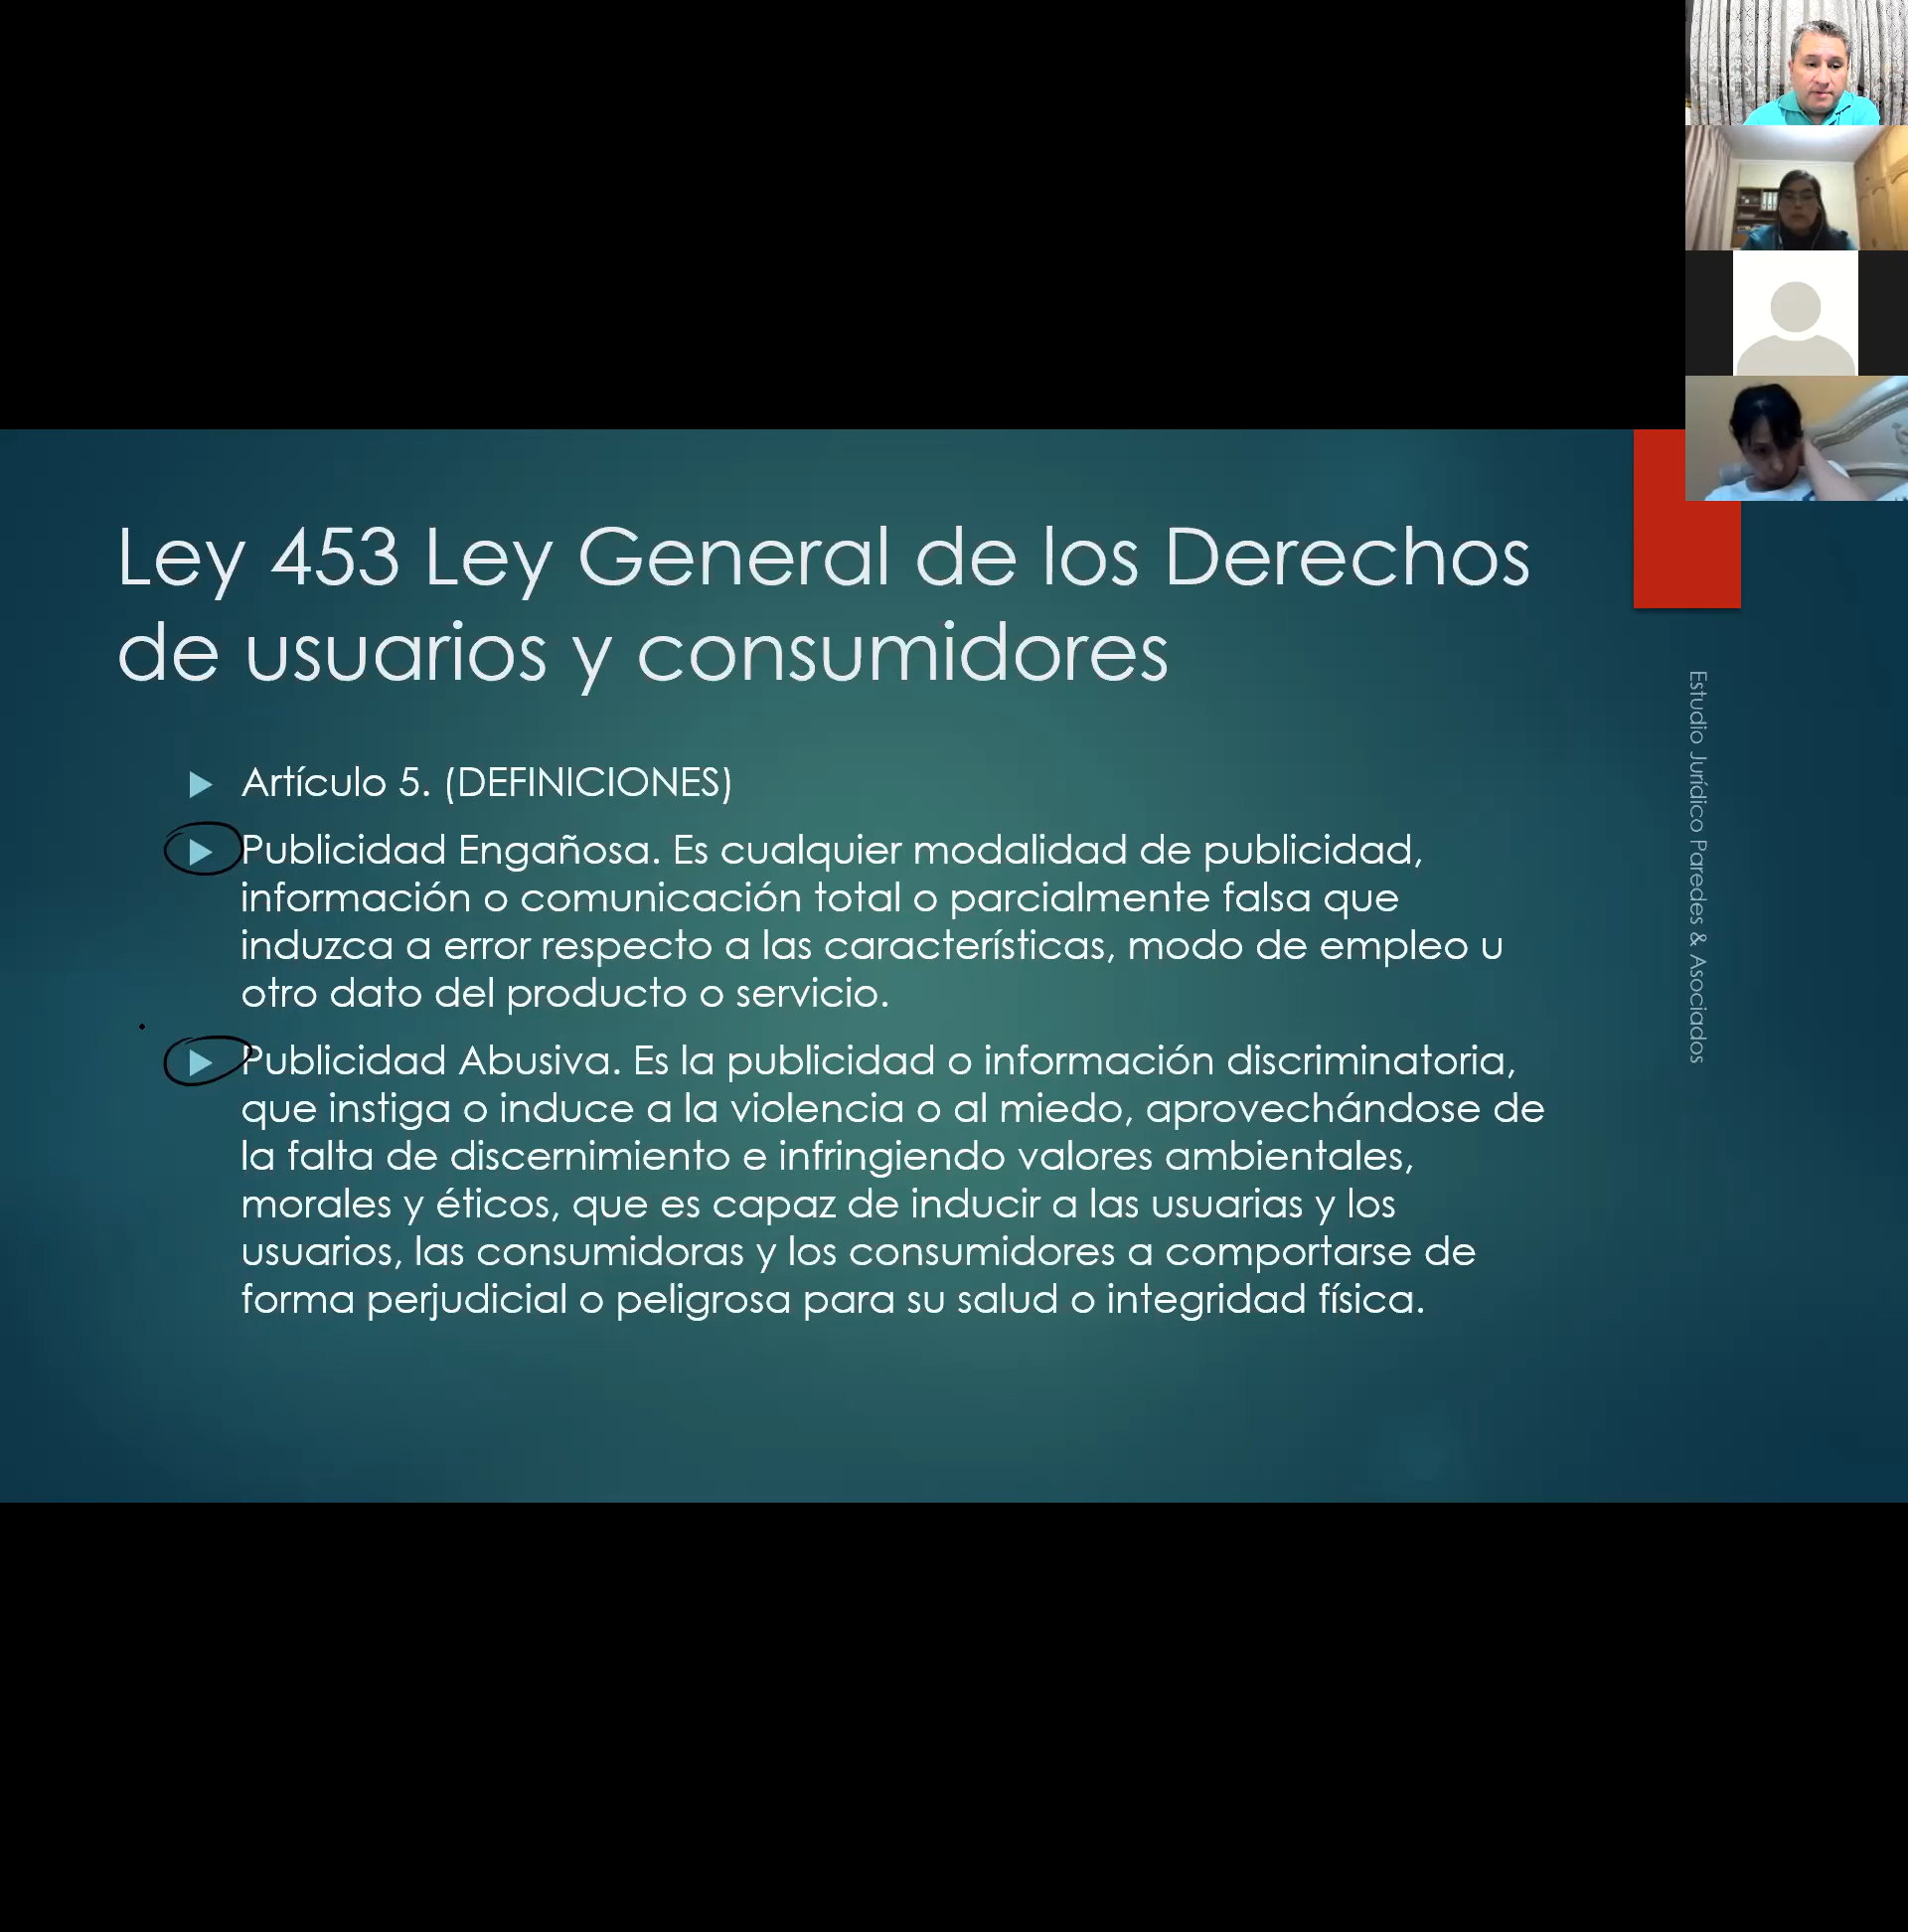 Ley 453 Ley General de los Derechos
de usuarios y consumidores
Artículo 5. (DEFINICIONES)
Publicidad Engañosa. Es cualquier modalidad de publicidad,
información o comunicación total o parcialmente falsa que
induzca a error respecto a las características, modo de empleo u
otro dato del producto o servicio.
Publicidad Abusiva. Es la publicidad o información discriminatoria,
que instiga o induce a la violencia o al miedo, aprovechándose de
la falta de discernimiento e infringiendo valores ambientales,
morales y éticos, que es capaz de inducir a las usuarias y los
usuarios, las consumidoras y los consumidores a comportarse de
forma perjudicial o peligrosa para su salud o integridad física.
Estudio Jurídico Paredes & Asociados